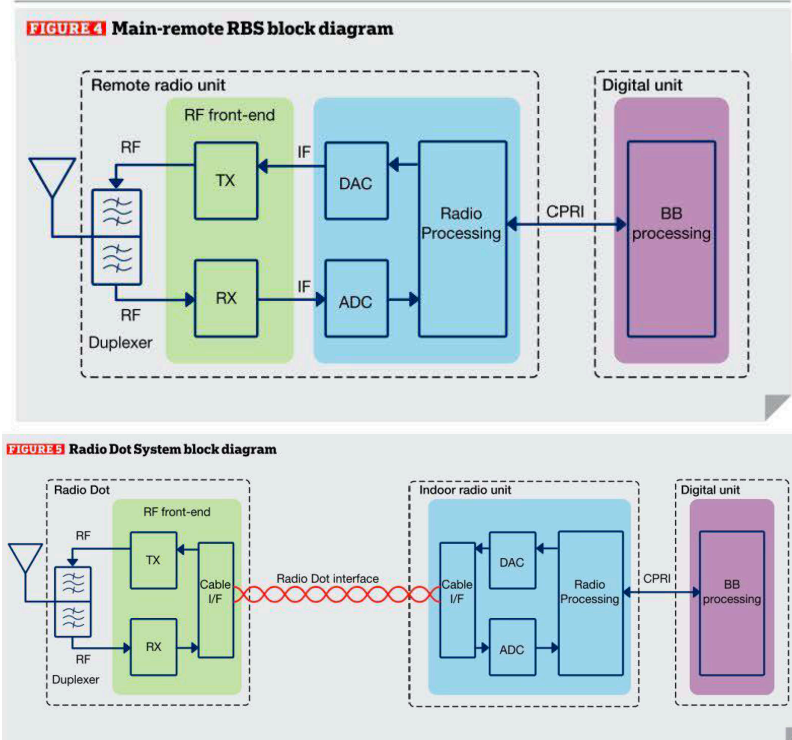 FIGURE 4 Main-remote RBS block diagram
Remote radio unit
Digital unit
RF front-end
RF
IF
TX
DAC
Radio
Processing
CPRI
BB
processing
RX
IF
ADC
RF
Duplexer
FIGURE 5 Radio Dot System block diagram
Radio Dot
Indoor radio unit
Digital unit
RF front-end
RF
TX
DAC
Cable
I/F
Radio Dot interface
Cable
I/F
Radio
Processing
CPRI
BB
processing
RX
ADC
RF
Duplexer